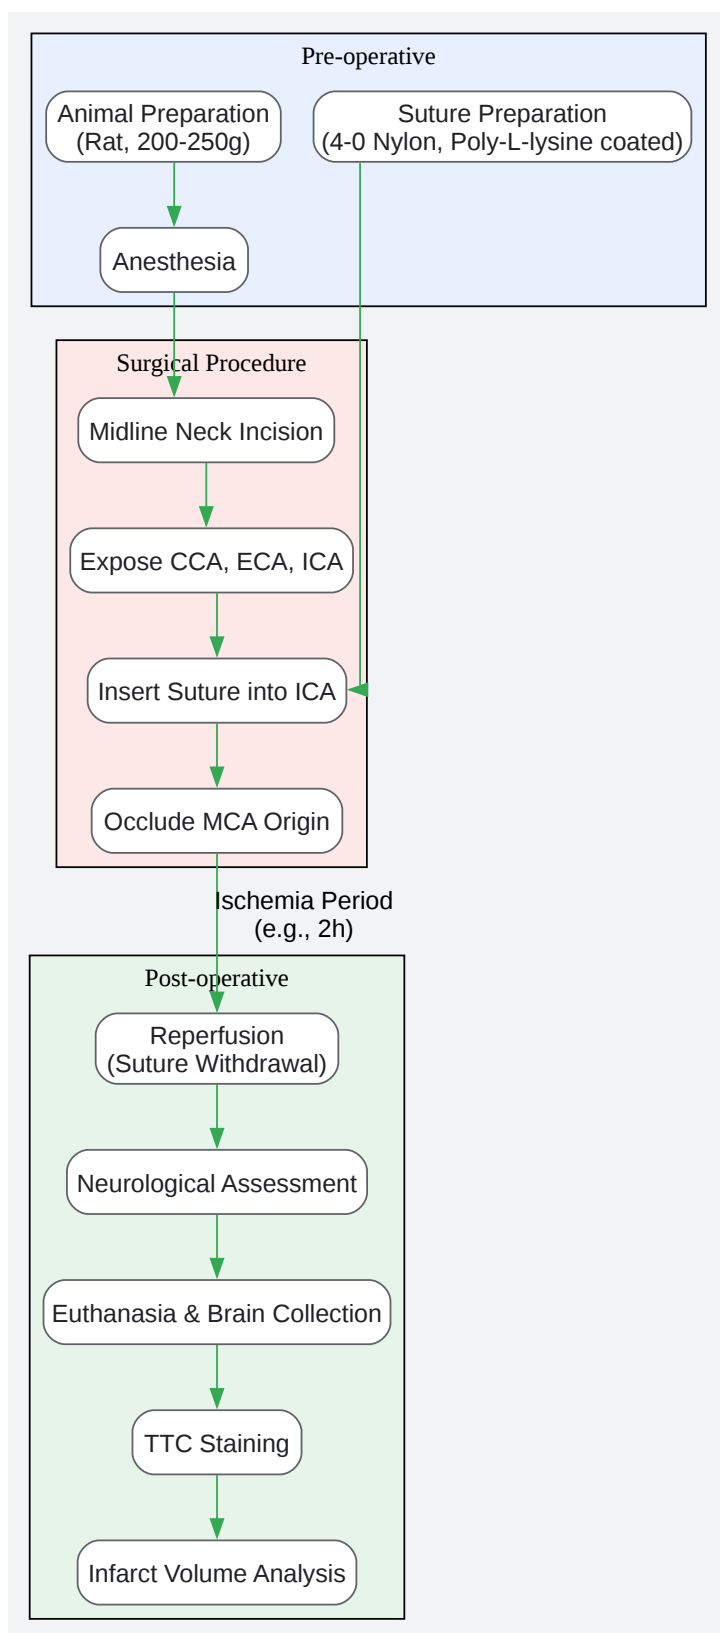 Pre-operative
Animal Preparation
(Rat, 200-250g)
Suture Preparation
(4-0 Nylon, Poly-L-lysine coated)
Anesthesia
Surgical Procedure
Midline Neck Incision
Expose CCA, ECA, ICA
Insert Suture into ICA
Occlude MCA Origin
Ischemia Period
(e.g., 2h)
Post-operative
Reperfusion
(Suture Withdrawal)
Neurological Assessment
Euthanasia & Brain Collection
TTC Staining
Infarct Volume Analysis